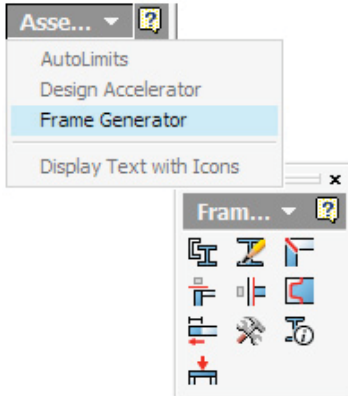 Asse...
AutoLimits
Design Accelerator
Frame Generator
Display Text with Icons
Fram...